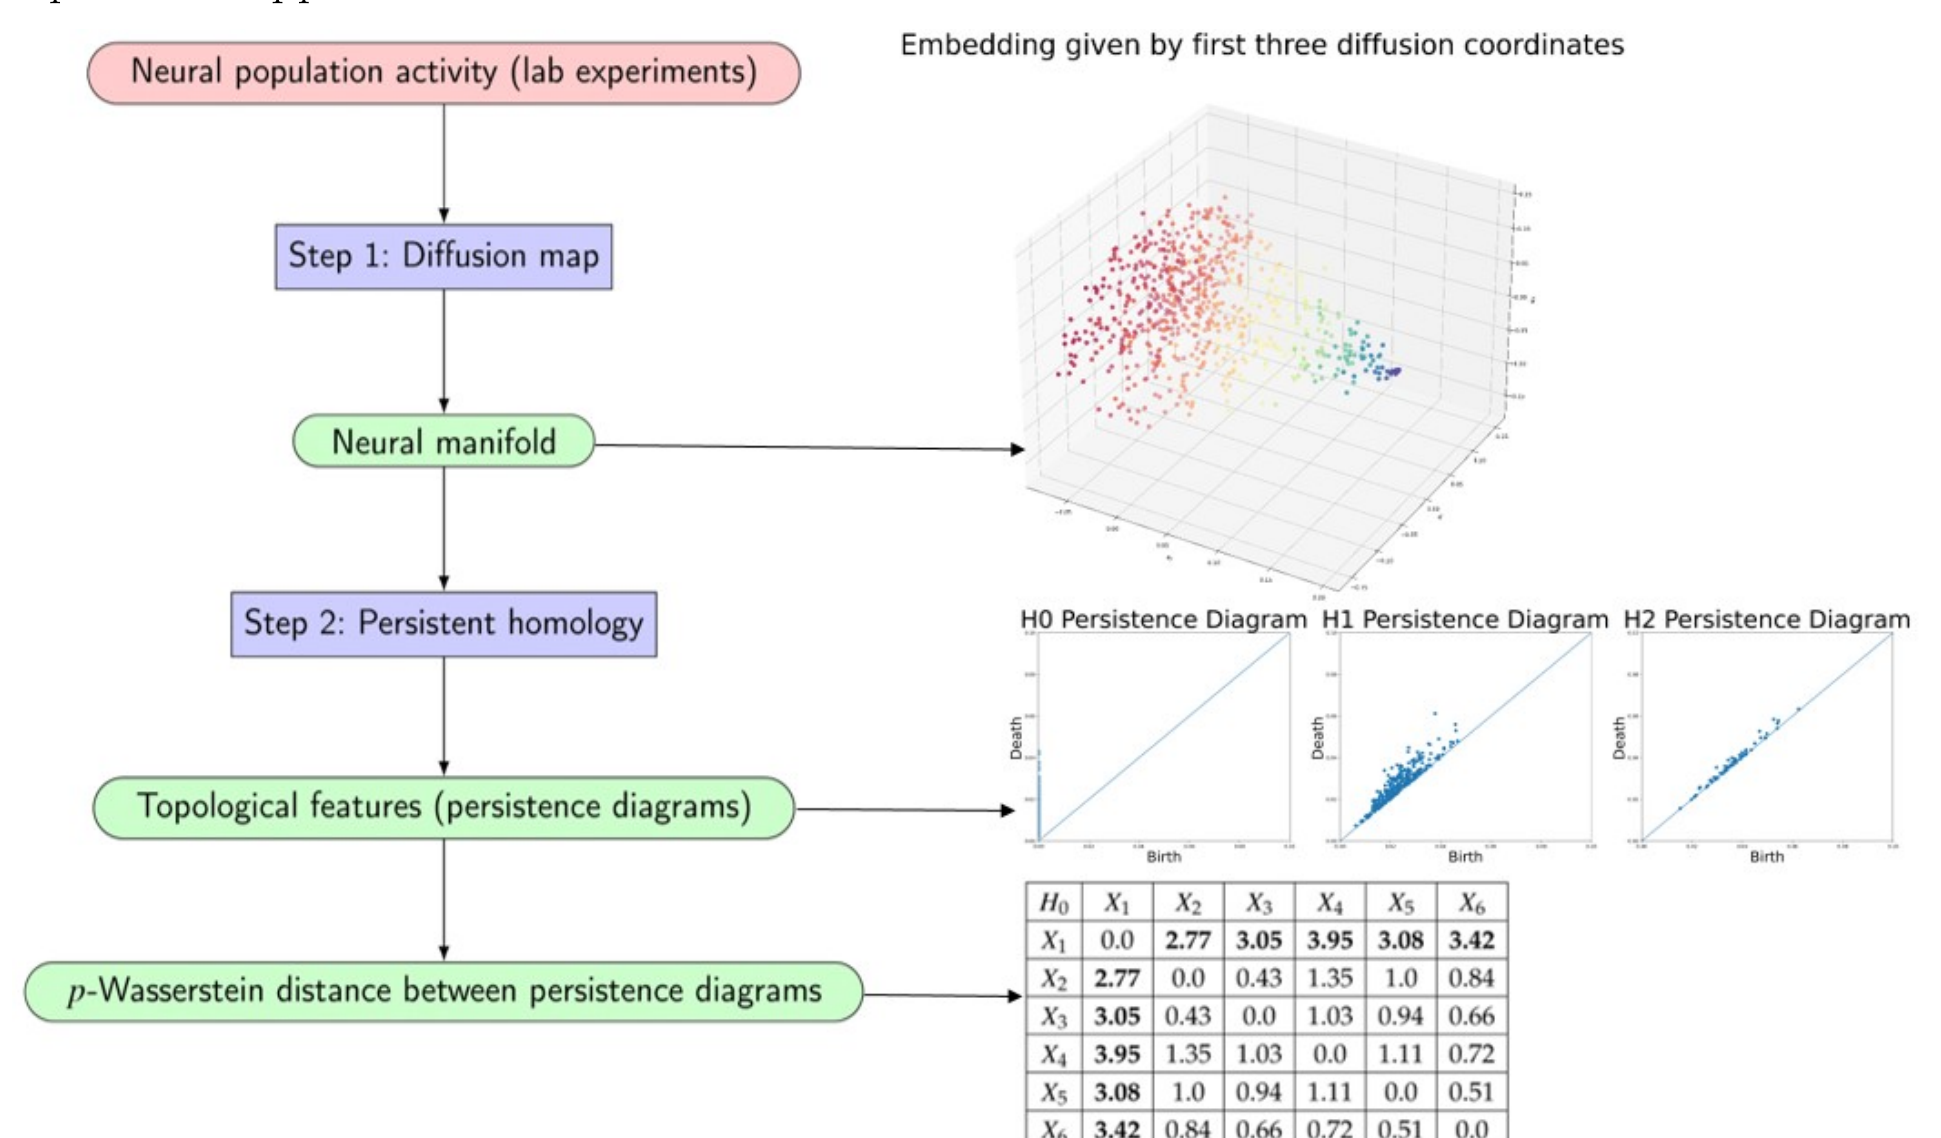 Neural population activity (lab experiments)
Embedding given by first three diffusion coordinates
Step 1: Diffusion map
Neural manifold
Step 2: Persistent homology
H0 Persistence Diagram
H1 Persistence Diagram
H2 Persistence Diagram
Death
Death
Death
Birth
Birth
Birth
Topological features (persistence diagrams)
p-Wasserstein distance between persistence diagrams
H₀ X₁ X₂ X₃ X₄ X₅ X₆
X₁ 0.0 2.77 3.05 3.95 3.08 3.42
X₂ 2.77 0.0 0.43 1.35 1.0 0.84
X₃ 3.05 0.43 0.0 1.03 0.94 0.66
X₄ 3.95 1.35 1.03 0.0 1.11 0.72
X₅ 3.08 1.0 0.94 1.11 0.0 0.51
X₆ 3.42 0.84 0.66 0.72 0.51 0.0